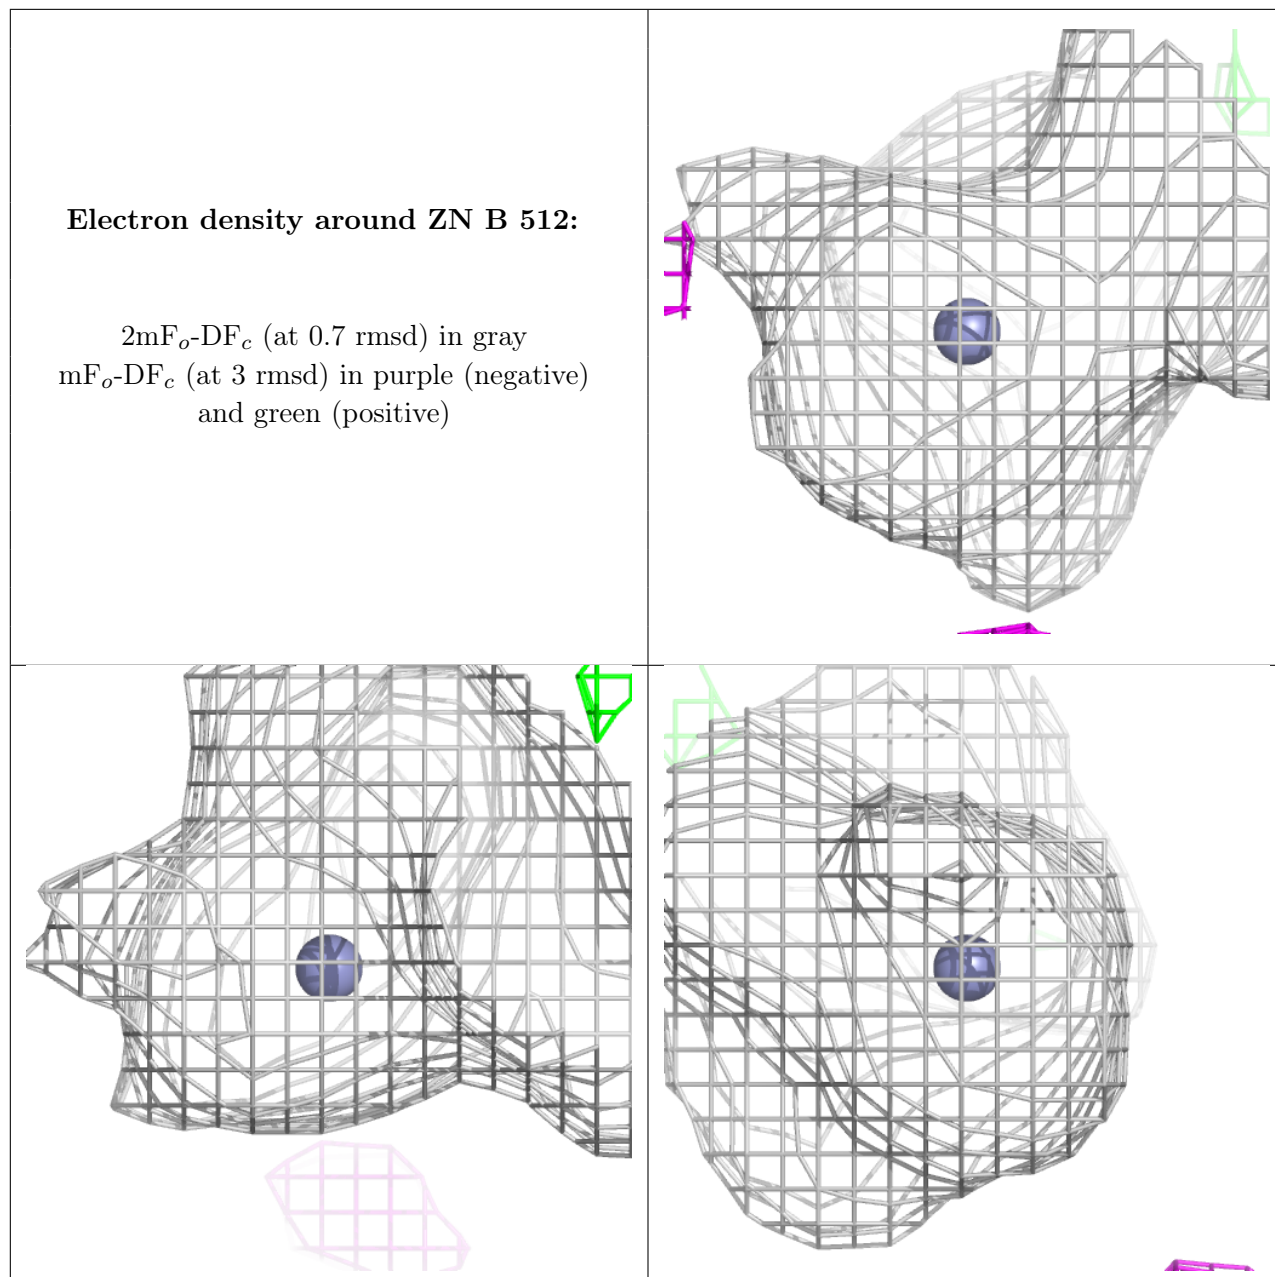 Electron density around ZN B 512:
2mFo-DFc (at 0.7 rmsd) in gray
mFo-DFc (at 3 rmsd) in purple (negative)
and green (positive)